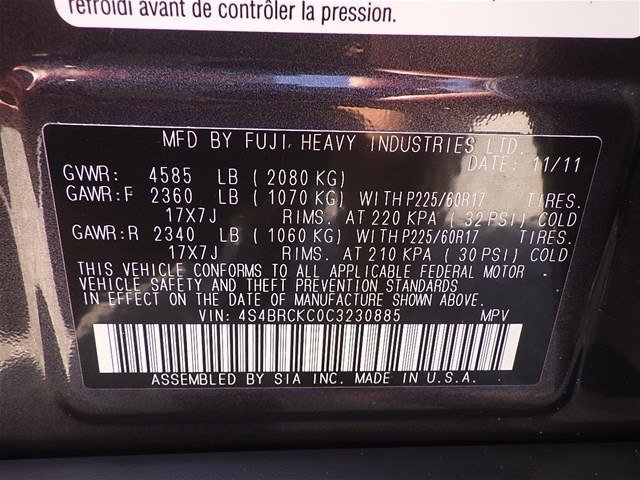 refroidi avant de contrôler la pression.
MFD BY FUJI HEAVY INDUSTRIES LTD.
DATE: 11/11
GVWR: 4585 LB ( 2080 KG)
GAWR:F 2360 LB ( 1070 KG) WITH P225/60R17 TIRES.
17X7J RIMS. AT 220 KPA ( 32 PSI) COLD
GAWR:R 2340 LB ( 1060 KG) WITH P225/60R17 TIRES.
17X7J RIMS. AT 210 KPA ( 30 PSI) COLD
THIS VEHICLE CONFORMS TO ALL APPLICABLE FEDERAL MOTOR
VEHICLE SAFETY AND THEFT PREVENTION STANDARDS
IN EFFECT ON THE DATE OF MANUFACTURE SHOWN ABOVE.
VIN: 4S4BRCKC0C3230885 MPV
ASSEMBLED BY SIA INC. MADE IN U.S.A.